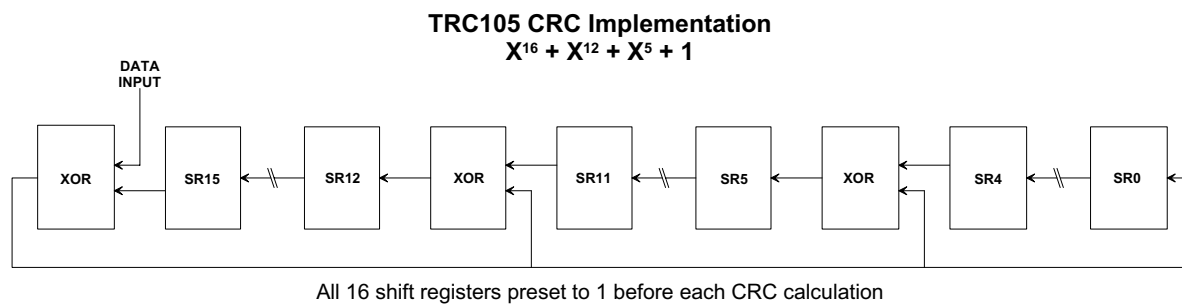 TRC105 CRC Implementation
X¹⁶ + X¹² + X⁵ + 1
DATA
INPUT
XOR
SR15
SR12
XOR
SR11
SR5
XOR
SR4
SR0
All 16 shift registers preset to 1 before each CRC calculation